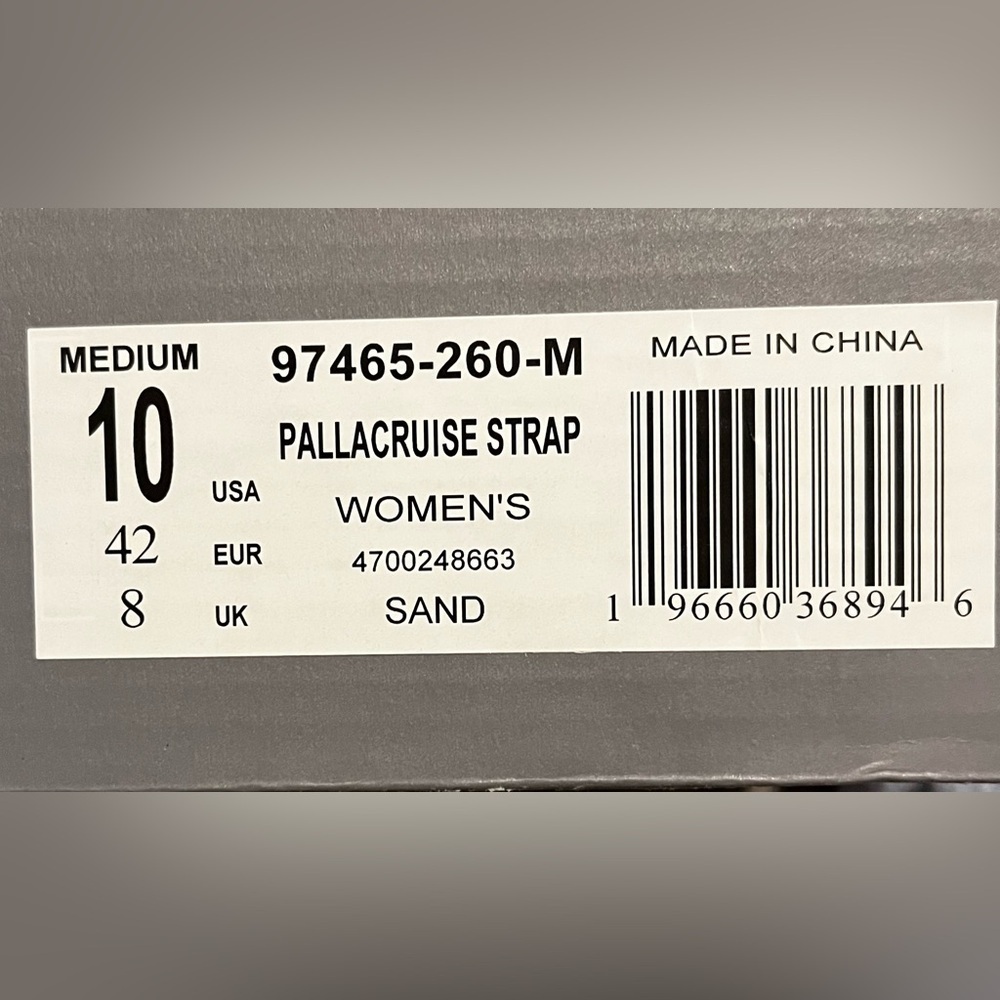 MEDIUM
10 USA
42 EUR
8 UK
97465-260-M
PALLACRUISE STRAP
WOMEN'S
4700248663
SAND
MADE IN CHINA
1 96660 36894 6